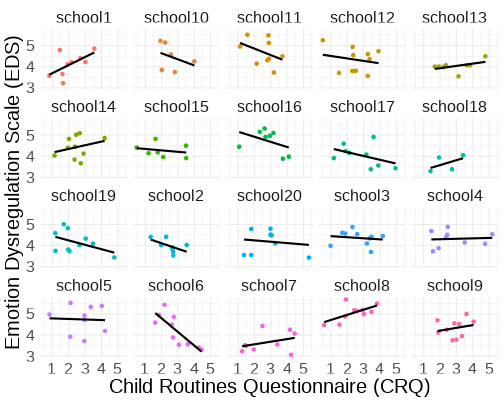 school1 school10 school11 school12 school13
5
4
3
school14 school15 school16 school17 school18
5
4
3
school19 school2 school20 school3 school4
5
4
3
school5 school6 school7 school8 school9
5
4
3
1 2 3 4 5 1 2 3 4 5 1 2 3 4 5 1 2 3 4 5 1 2 3 4 5
Child Routines Questionnaire (CRQ)
Emotion Dysregulation Scale (EDS)